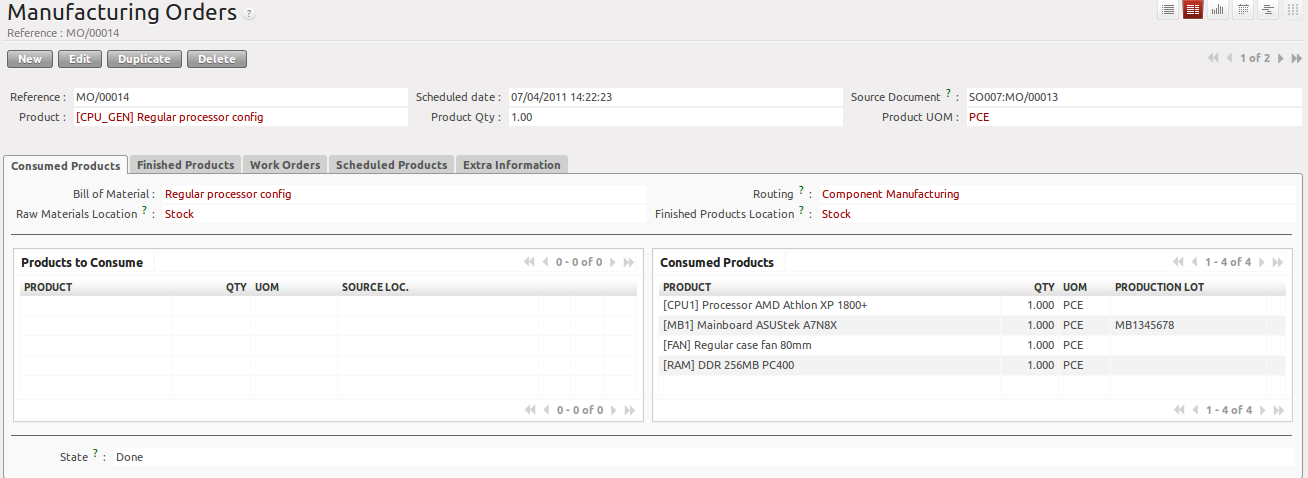 Manufacturing Orders ?
Reference : MO/00014
New Edit Duplicate Delete
1 of 2
Reference : MO/00014 Scheduled date : 07/04/2011 14:22:23 Source Document ? : SO007:MO/00013
Product : [CPU_GEN] Regular processor config Product Qty : 1.00 Product UOM : PCE
Consumed Products Finished Products Work Orders Scheduled Products Extra Information
Bill of Material : Regular processor config Routing ? : Component Manufacturing
Raw Materials Location ? : Stock Finished Products Location ? : Stock
Products to Consume 0 - 0 of 0
PRODUCT QTY UOM SOURCE LOC.
0 - 0 of 0
Consumed Products 1 - 4 of 4
PRODUCT QTY UOM PRODUCTION LOT
[CPU1] Processor AMD Athlon XP 1800+ 1.000 PCE
[MB1] Mainboard ASUStek A7N8X 1.000 PCE MB1345678
[FAN] Regular case fan 80mm 1.000 PCE
[RAM] DDR 256MB PC400 1.000 PCE
1 - 4 of 4
State ? : Done